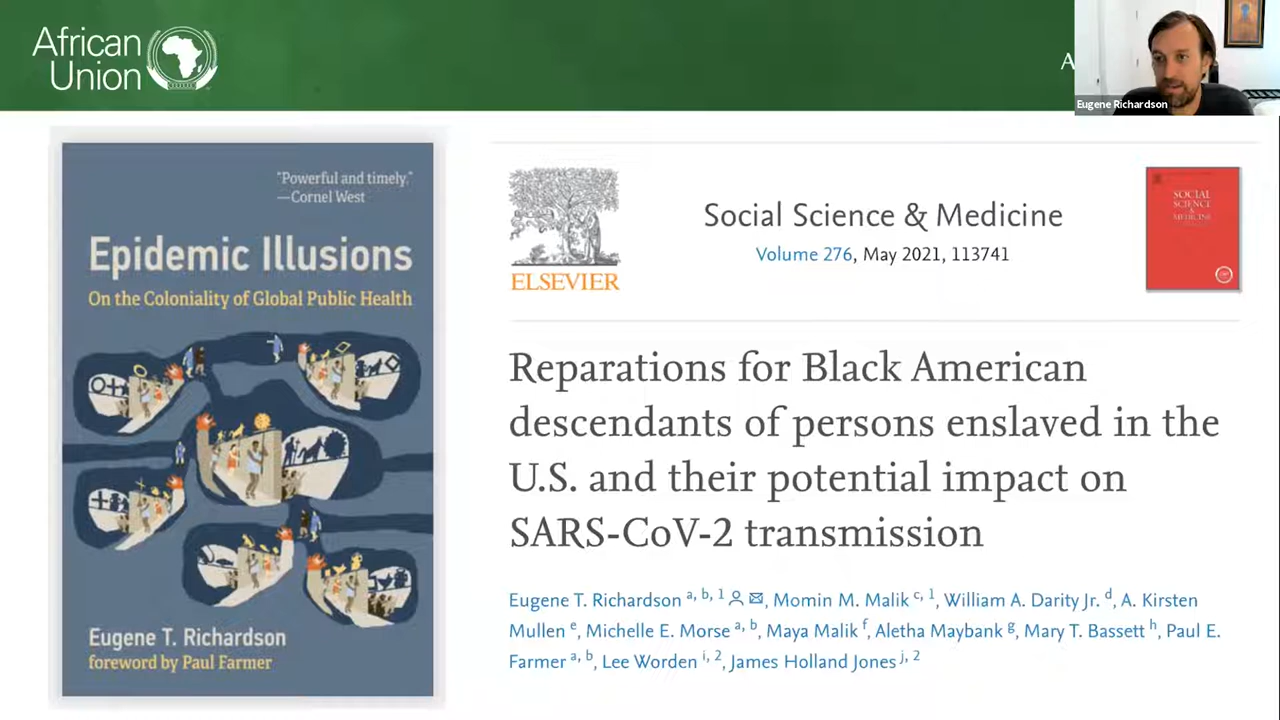 African
Union
A
Eugene Richardson
"Powerful and timely."
—Cornel West
Epidemic Illusions
On the Coloniality of Global Public Health
Eugene T. Richardson
foreword by Paul Farmer
ELSEVIER
Social Science & Medicine
Volume 276, May 2021, 113741
SOCIAL
SCIENCE
&
MEDICINE
Reparations for Black American
descendants of persons enslaved in the
U.S. and their potential impact on
SARS-CoV-2 transmission
Eugene T. Richardson a, b, 1, Momin M. Malik c, 1, William A. Darity Jr. d, A. Kirsten
Mullen e, Michelle E. Morse a, b, Maya Malik f, Aletha Maybank g, Mary T. Bassett h, Paul E.
Farmer a, b, Lee Worden i, 2, James Holland Jones j, 2